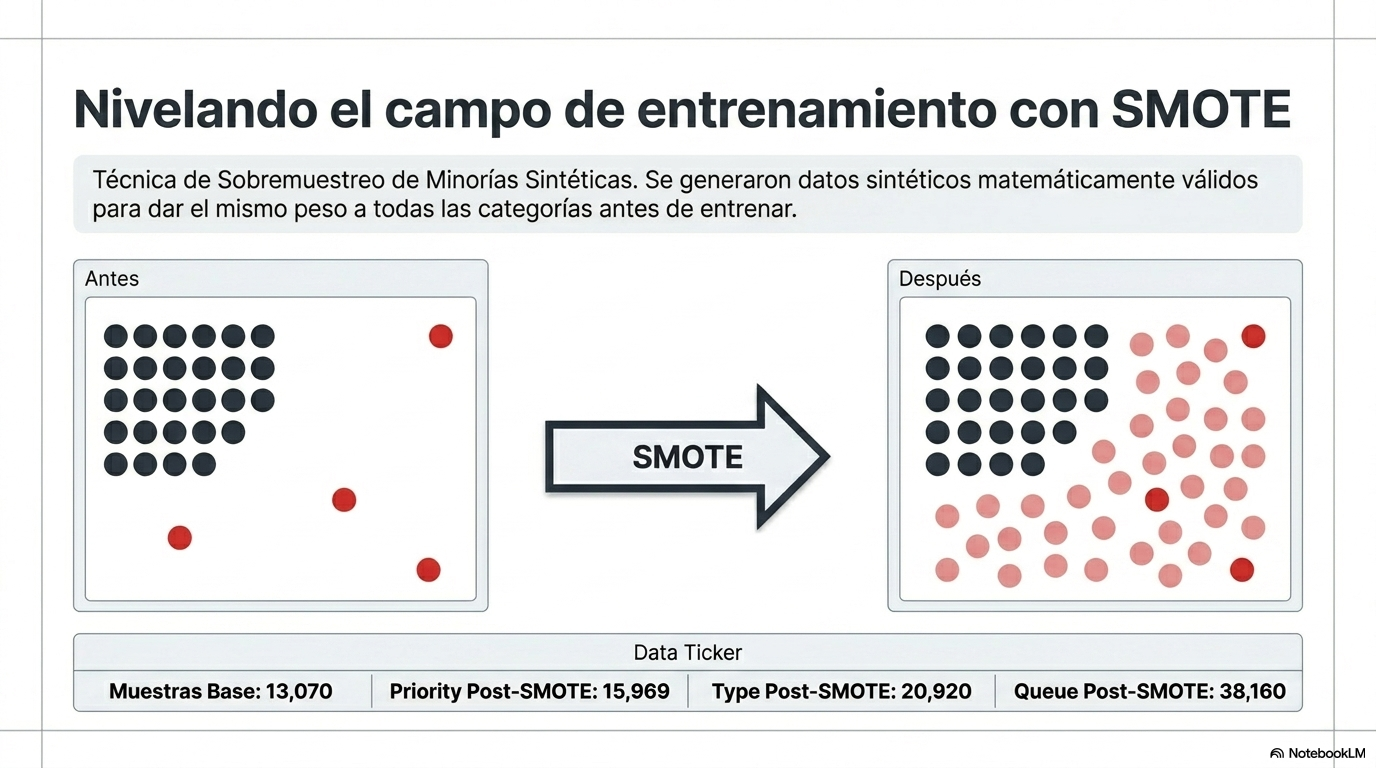 Nivelando el campo de entrenamiento con SMOTE
Técnica de Sobremuestreo de Minorías Sintéticas. Se generaron datos sintéticos matemáticamente válidos
para dar el mismo peso a todas las categorías antes de entrenar.
Antes
SMOTE
Después
Data Ticker
Muestras Base: 13,070
Priority Post-SMOTE: 15,969
Type Post-SMOTE: 20,920
Queue Post-SMOTE: 38,160
NotebookLM